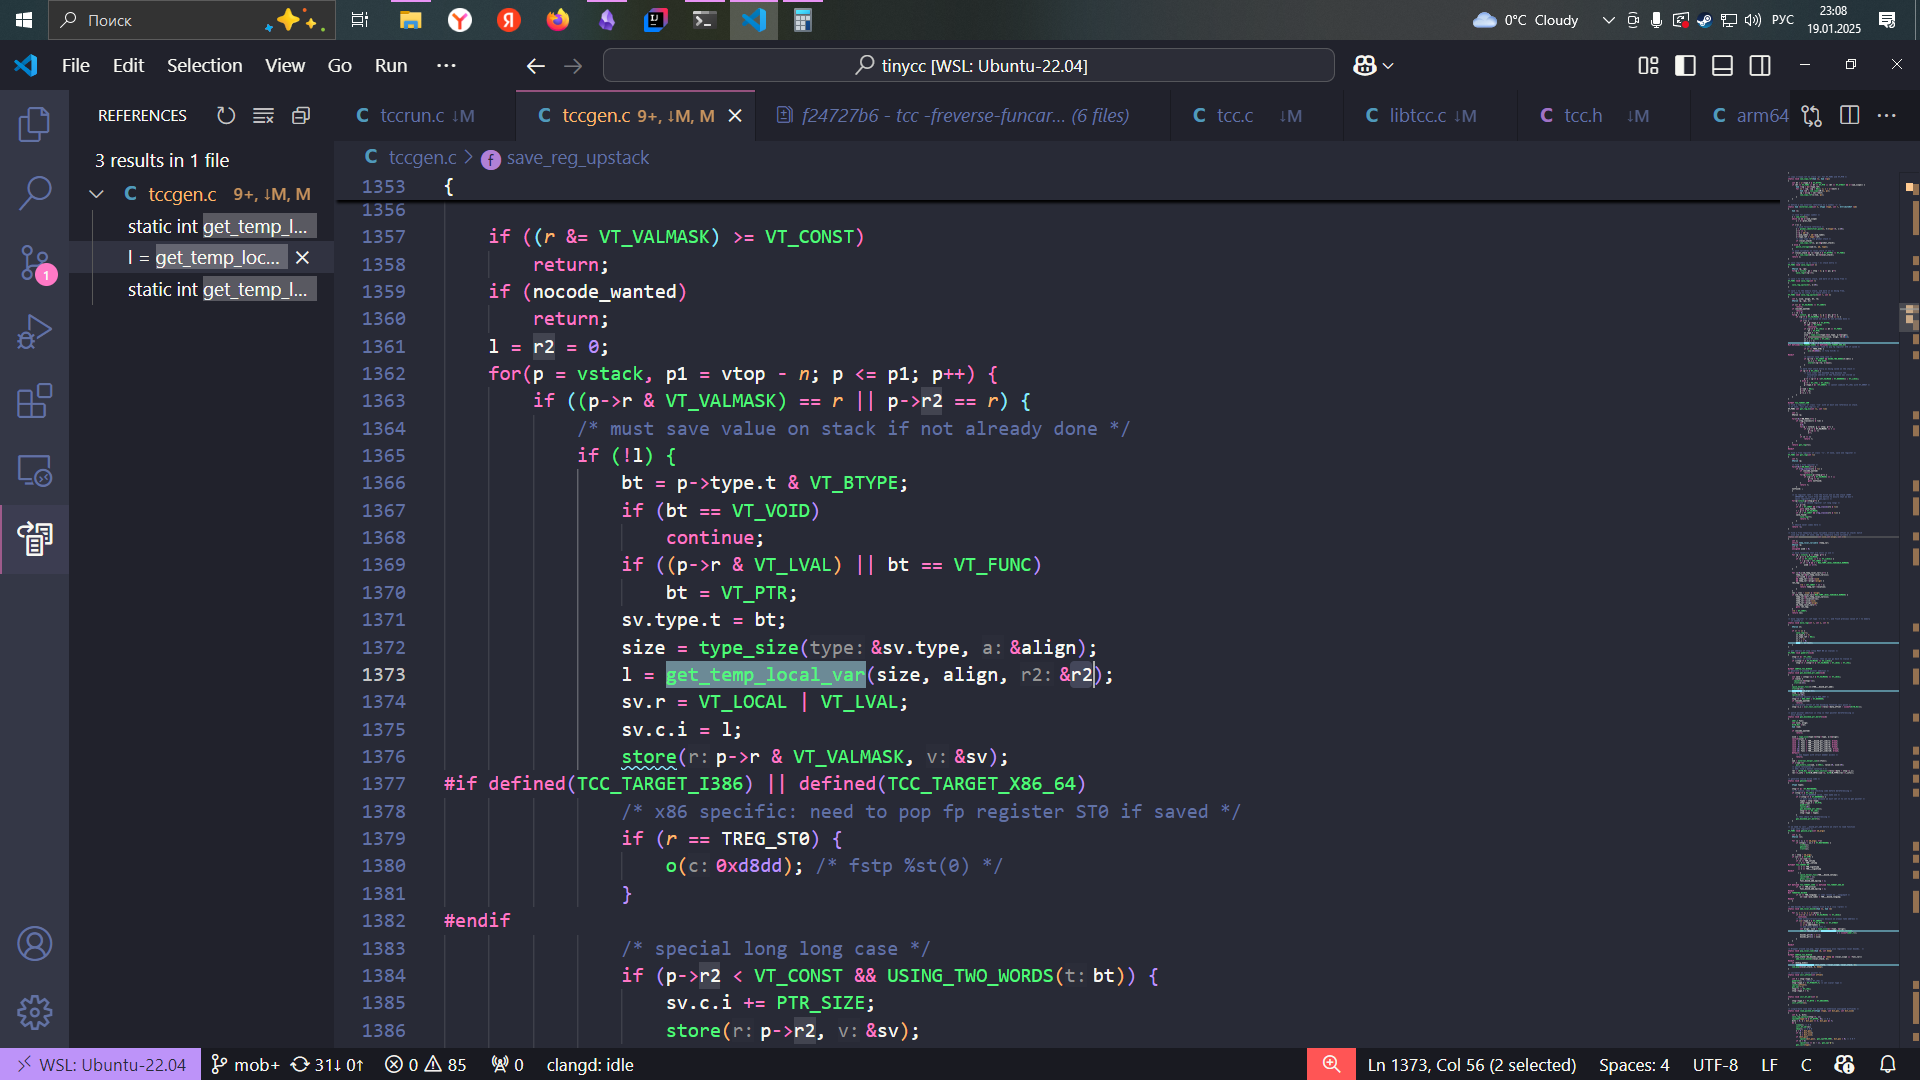 Поиск
0°C Cloudy
РУС
23:08
19.01.2025
File Edit Selection View Go Run ···
tinycc [WSL: Ubuntu-22.04]
REFERENCES
tccrun.c ↓M
tccgen.c 9+, ↓M, M
f24727b6 - tcc -freverse-funcar... (6 files)
tcc.c ↓M
libtcc.c ↓M
tcc.h ↓M
arm64
3 results in 1 file
tccgen.c 9+, ↓M, M
static int get_temp_l...
l = get_temp_loc...
static int get_temp_l...
tccgen.c > save_reg_upstack
1353 {
1356
1357 if ((r &= VT_VALMASK) >= VT_CONST)
1358 return;
1359 if (nocode_wanted)
1360 return;
1361 l = r2 = 0;
1362 for(p = vstack, p1 = vtop - n; p <= p1; p++) {
1363 if ((p->r & VT_VALMASK) == r || p->r2 == r) {
1364 /* must save value on stack if not already done */
1365 if (!l) {
1366 bt = p->type.t & VT_BTYPE;
1367 if (bt == VT_VOID)
1368 continue;
1369 if ((p->r & VT_LVAL) || bt == VT_FUNC)
1370 bt = VT_PTR;
1371 sv.type.t = bt;
1372 size = type_size(type: &sv.type, a: &align);
1373 l = get_temp_local_var(size, align, r2: &r2);
1374 sv.r = VT_LOCAL | VT_LVAL;
1375 sv.c.i = l;
1376 store(r: p->r & VT_VALMASK, v: &sv);
1377 #if defined(TCC_TARGET_I386) || defined(TCC_TARGET_X86_64)
1378 /* x86 specific: need to pop fp register ST0 if saved */
1379 if (r == TREG_ST0) {
1380 o(c: 0xd8dd); /* fstp %st(0) */
1381 }
1382 #endif
1383 /* special long long case */
1384 if (p->r2 < VT_CONST && USING_TWO_WORDS(t: bt)) {
1385 sv.c.i += PTR_SIZE;
1386 store(r: p->r2, v: &sv);
1
WSL: Ubuntu-22.04 mob+ 31↓ 0↑ 0 85 0 clangd: idle
Ln 1373, Col 56 (2 selected) Spaces: 4 UTF-8 LF C